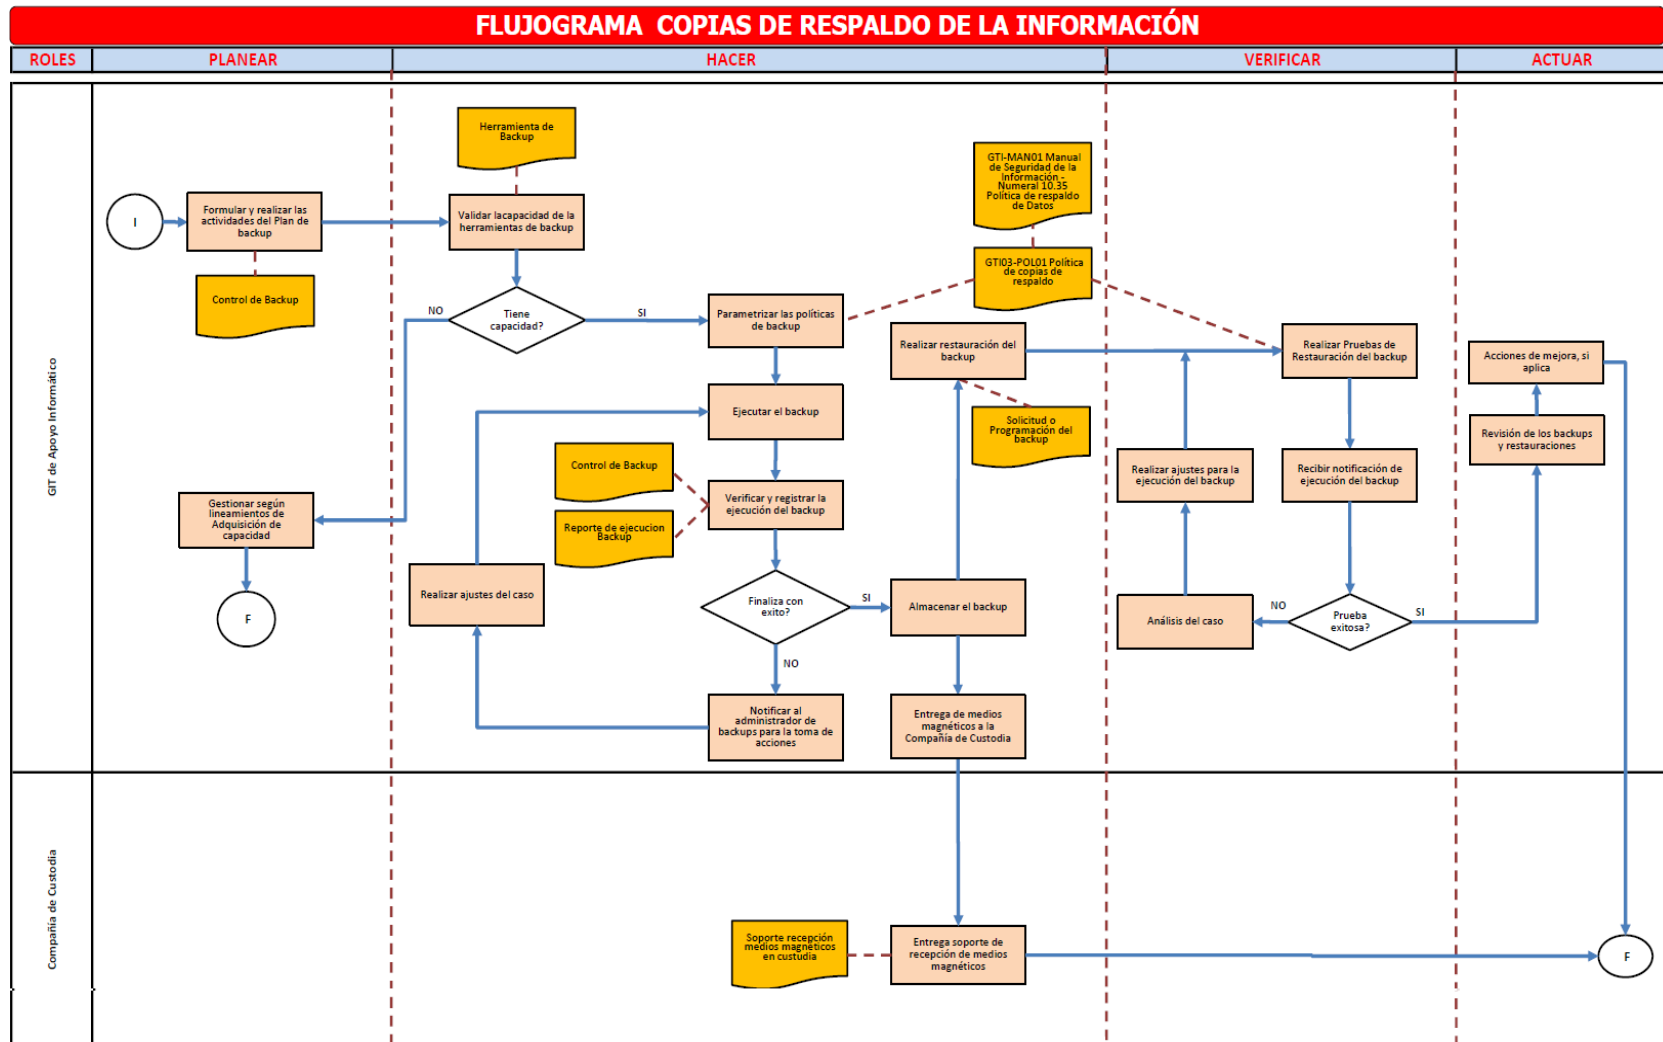 FLUJOGRAMA COPIAS DE RESPALDO DE LA INFORMACIÓN
ROLES
PLANEAR
HACER
VERIFICAR
ACTUAR
GIT de Apoyo Informático
I
Formular y realizar las
actividades del Plan de
backup
Control de Backup
Gestionar según
lineamientos de
Adquisición de
capacidad
F
Herramienta de
Backup
Validar lacapacidad de la
herramientas de backup
Tiene
capacidad?
NO
SI
Parametrizar las políticas
de backup
Ejecutar el backup
Control de Backup
Reporte de ejecucion
Backup
Verificar y registrar la
ejecución del backup
Realizar ajustes del caso
Finaliza con
exito?
SI
NO
Notificar al
administrador de
backups para la toma de
acciones
GTI-MAN01 Manual
de Seguridad de la
Información -
Numeral 10.35
Política de respaldo
de Datos
GTI03-POL01 Política
de copias de
respaldo
Realizar restauración del
backup
Solicitud o
Programación del
backup
Almacenar el backup
Entrega de medios
magnéticos a la
Compañía de Custodia
Realizar Pruebas de
Restauración del backup
Realizar ajustes para la
ejecución del backup
Recibir notificación de
ejecución del backup
Análisis del caso
NO
Prueba
exitosa?
SI
Acciones de mejora, si
aplica
Revisión de los backups
y restauraciones
Compañía de Custodia
Soporte recepción
medios magnéticos
en custudia
Entrega soporte de
recepción de medios
magnéticos
F